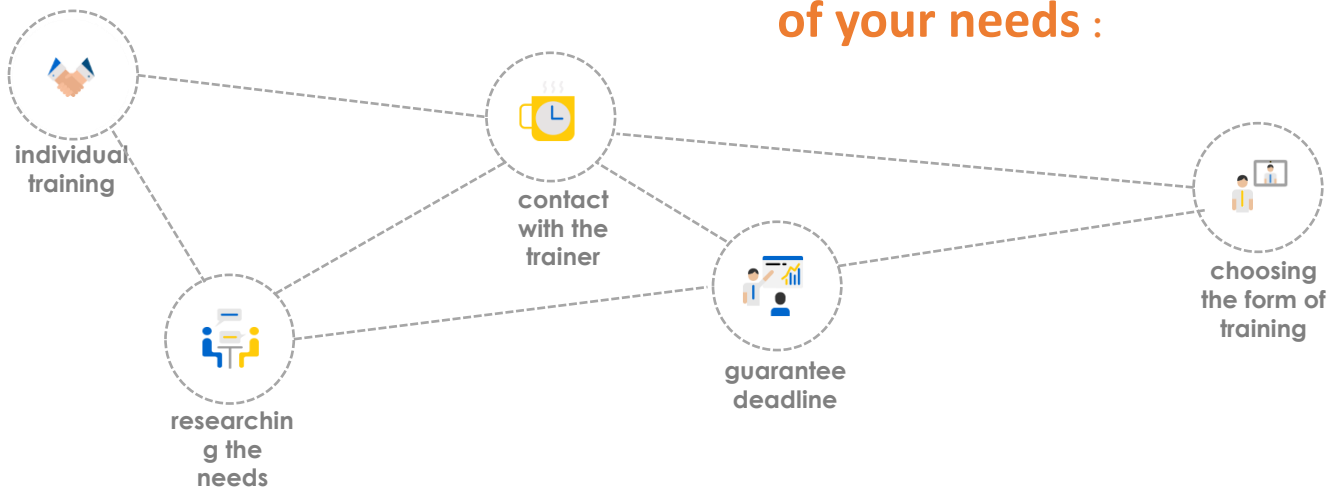 of your needs :
individual
training
contact
with the
trainer
choosing
the form of
training
guarantee
deadline
researchin
g the
needs